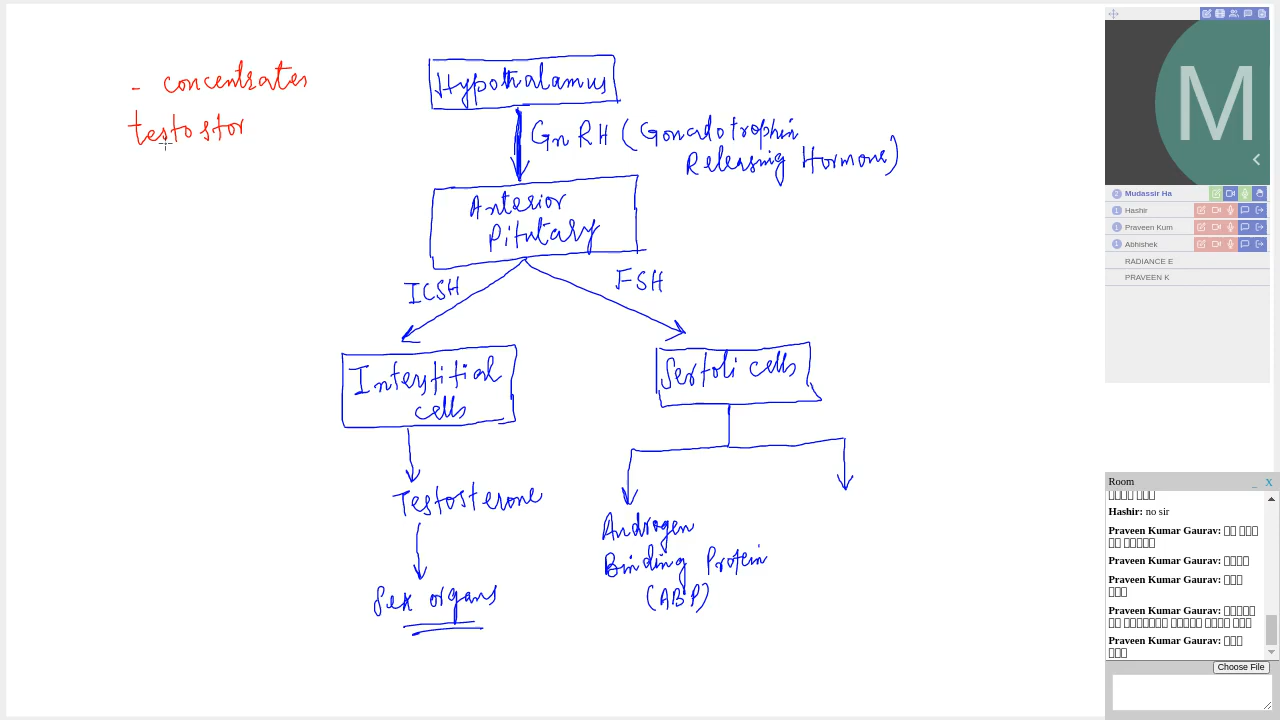 - concentrates
testostor
Hypothalamus
GnRH (Gonadotrophin
Releasing Hormone)
Anterior
Pitutary
ICSH
FSH
Interstitial
cells
Sertoli cells
Testosterone
Sex organs
Androgen
Binding Protein
(ABP)
M
Mudassir Ha
Hashir
Praveen Kum
Abhishek
RADIANCE E
PRAVEEN K
Room
_ X
Hashir: no sir
Praveen Kumar Gaurav:
Praveen Kumar Gaurav:
Praveen Kumar Gaurav:
Praveen Kumar Gaurav:
Praveen Kumar Gaurav:
Choose File